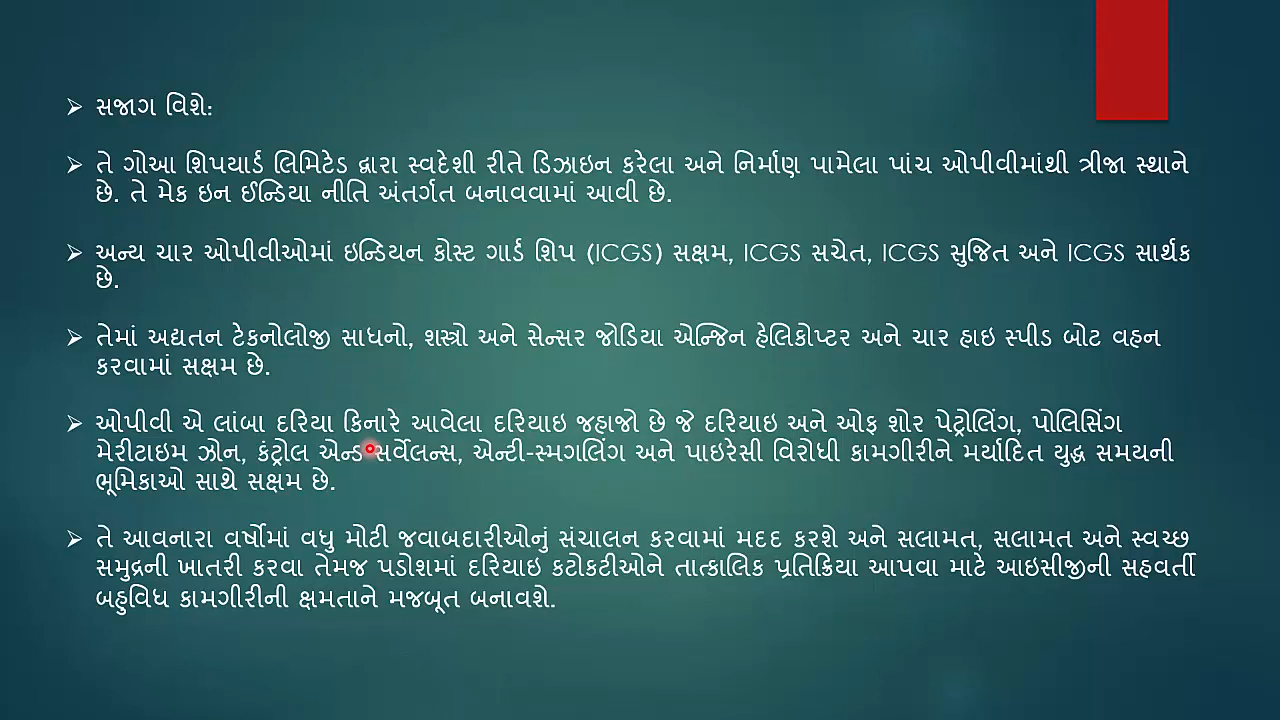 સજાગ વિશે:
તે ગોઆ શિપયાર્ડ લિમિટેડ દ્વારા સ્વદેશી રીતે ડિઝાઇન કરેલા અને નિર્માણ પામેલા પાંચ ઓપીવીમાંથી ત્રીજા સ્થાને
છે. તે મેક ઇન ઈન્ડિયા નીતિ અંતર્ગત બનાવવામાં આવી છે.
અન્ય ચાર ઓપીવીઓમાં ઇન્ડિયન કોસ્ટ ગાર્ડ શિપ (ICGS) સક્ષમ, ICGS સચેત, ICGS સુજિત અને ICGS સાર્થક
છે.
તેમાં અદ્યતન ટેકનોલોજી સાધનો, શસ્ત્રો અને સેન્સર જોડિયા એન્જિન હેલિકોપ્ટર અને ચાર હાઇ સ્પીડ બોટ વહન
કરવામાં સક્ષમ છે.
ઓપીવી એ લાંબા દરિયા કિનારે આવેલા દરિયાઇ જહાજો છે જે દરિયાઇ અને ઓફ શોર પેટ્રોલિંગ, પોલિસિંગ
મેરીટાઇમ ઝોન, કંટ્રોલ એન્ડ સર્વેલન્સ, એન્ટી-સ્મગલિંગ અને પાઇરેસી વિરોધી કામગીરીને મર્યાદિત યુદ્ધ સમયની
ભૂમિકાઓ સાથે સક્ષમ છે.
તે આવનારા વર્ષોમાં વધુ મોટી જવાબદારીઓનું સંચાલન કરવામાં મદદ કરશે અને સલામત, સલામત અને સ્વચ્છ
સમુદ્રની ખાતરી કરવા તેમજ પડોશમાં દરિયાઇ કટોકટીઓને તાત્કાલિક પ્રતિક્રિયા આપવા માટે આઇસીજીની સહવર્તી
બહુવિધ કામગીરીની ક્ષમતાને મજબૂત બનાવશે.